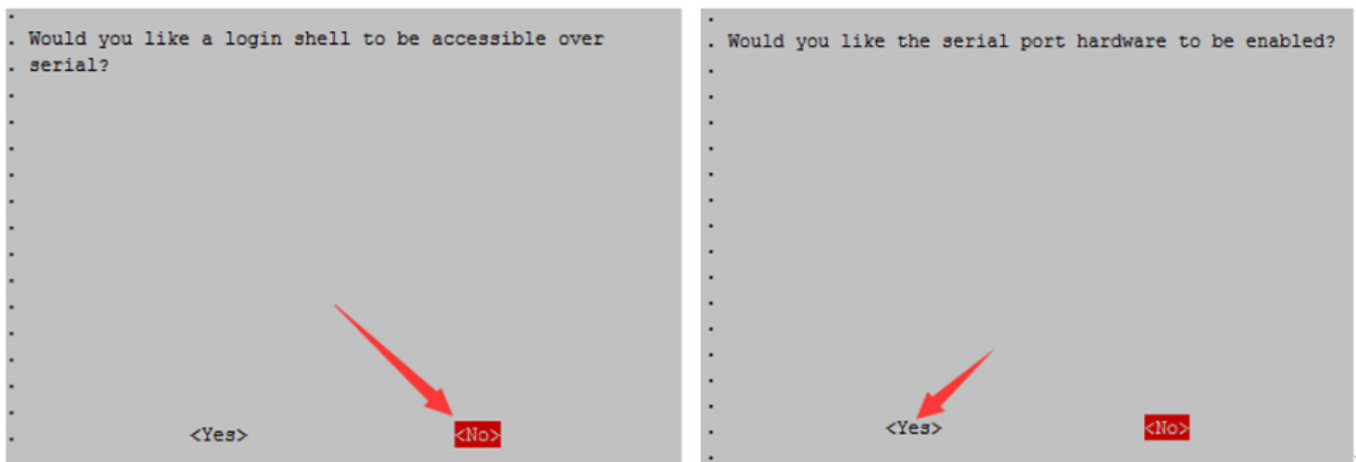 Would you like a login shell to be accessible over
serial?
<Yes> <No>
Would you like the serial port hardware to be enabled?
<Yes> <No>